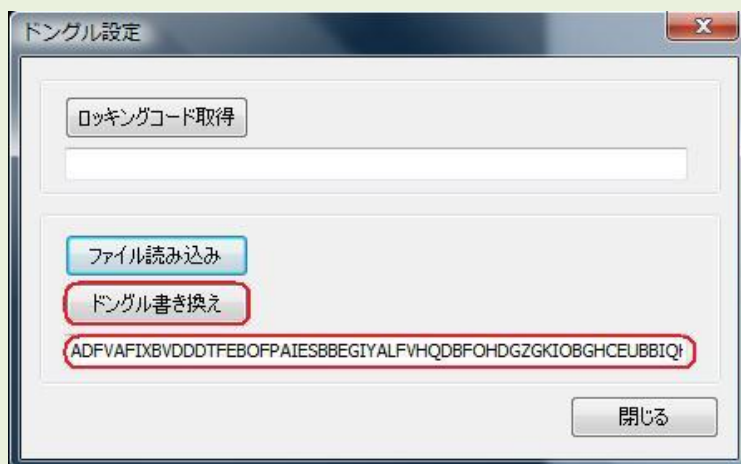 ドングル設定
ロッキングコード取得
ファイル読み込み
ドングル書き換え
ADFVAFIXBVDDDTFEBOFPAIESBBEGIYALFVHQDBFOHDGZGKIOBGHCEUBBIQ
閉じる